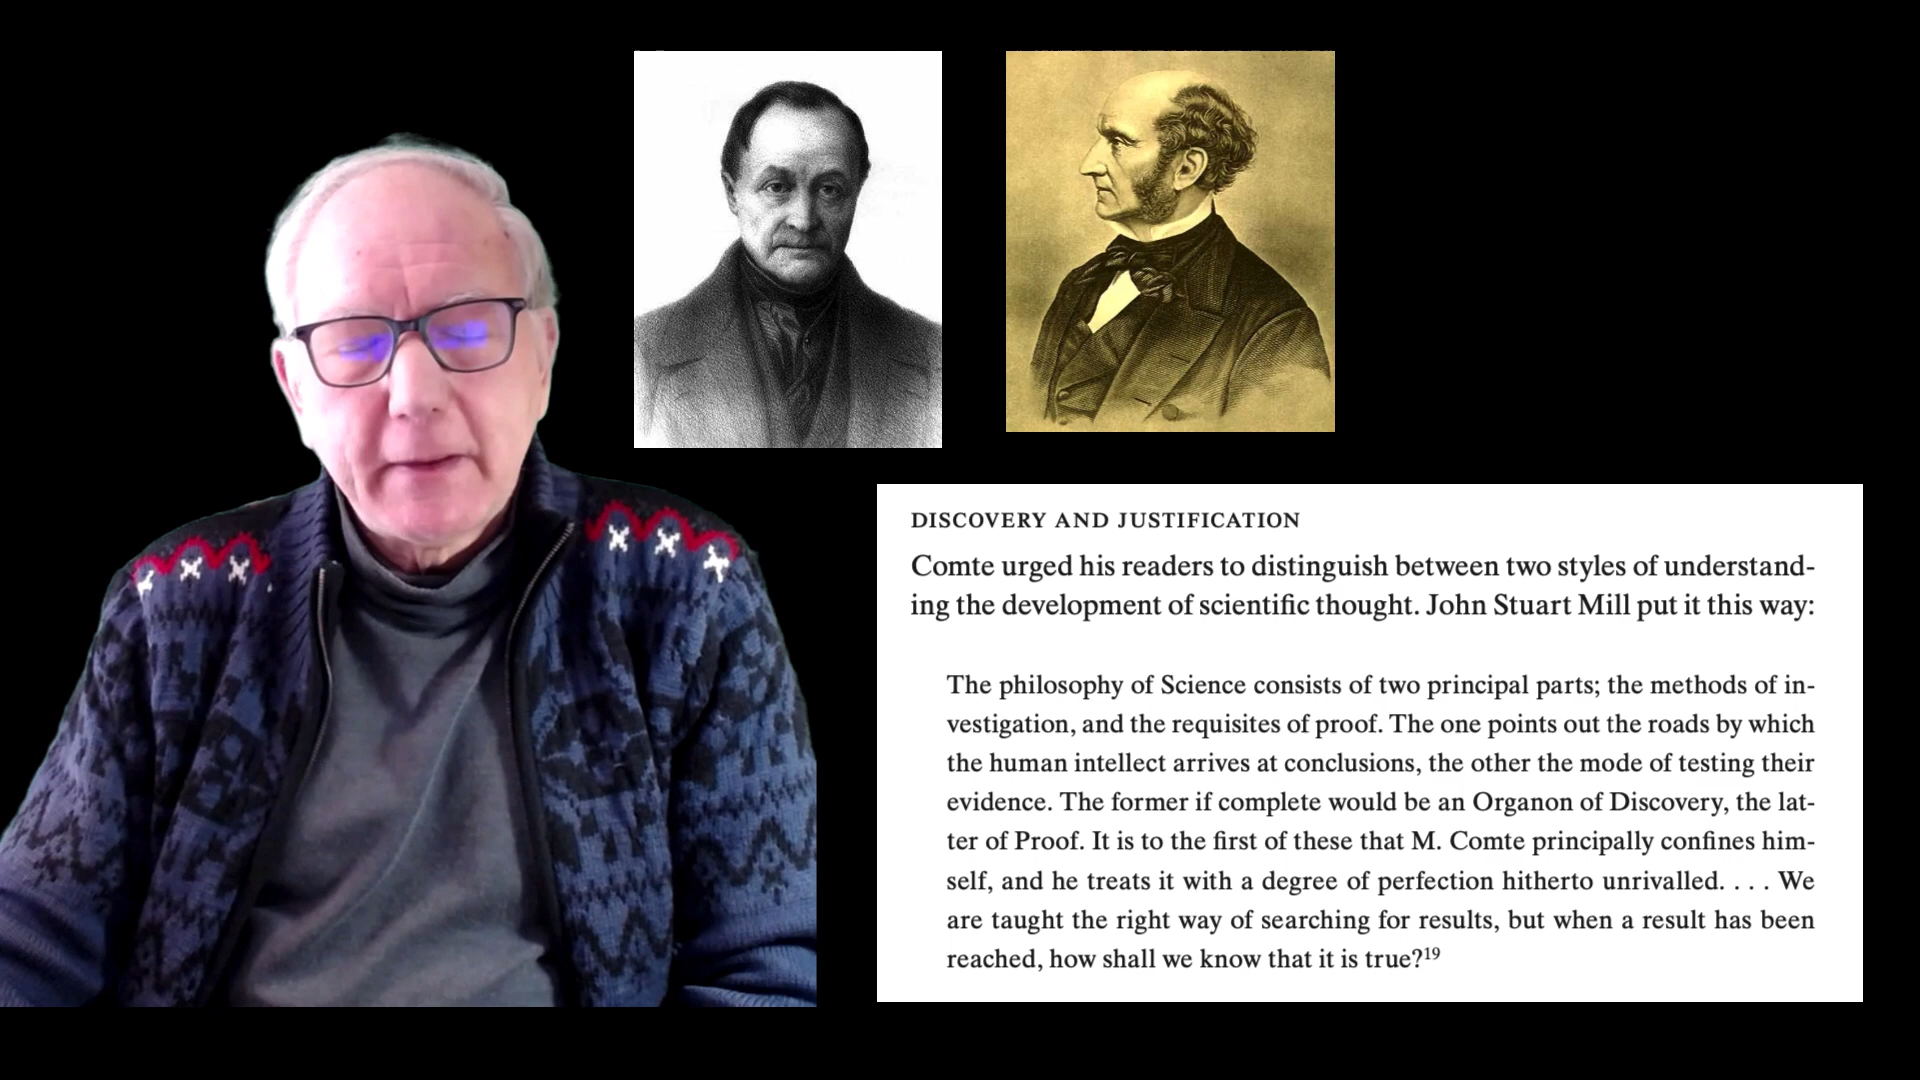 DISCOVERY AND JUSTIFICATION
Comte urged his readers to distinguish between two styles of understand-
ing the development of scientific thought. John Stuart Mill put it this way:
The philosophy of Science consists of two principal parts; the methods of in-
vestigation, and the requisites of proof. The one points out the roads by which
the human intellect arrives at conclusions, the other the mode of testing their
evidence. The former if complete would be an Organon of Discovery, the lat-
ter of Proof. It is to the first of these that M. Comte principally confines him-
self, and he treats it with a degree of perfection hitherto unrivalled. . . . We
are taught the right way of searching for results, but when a result has been
reached, how shall we know that it is true?¹⁹